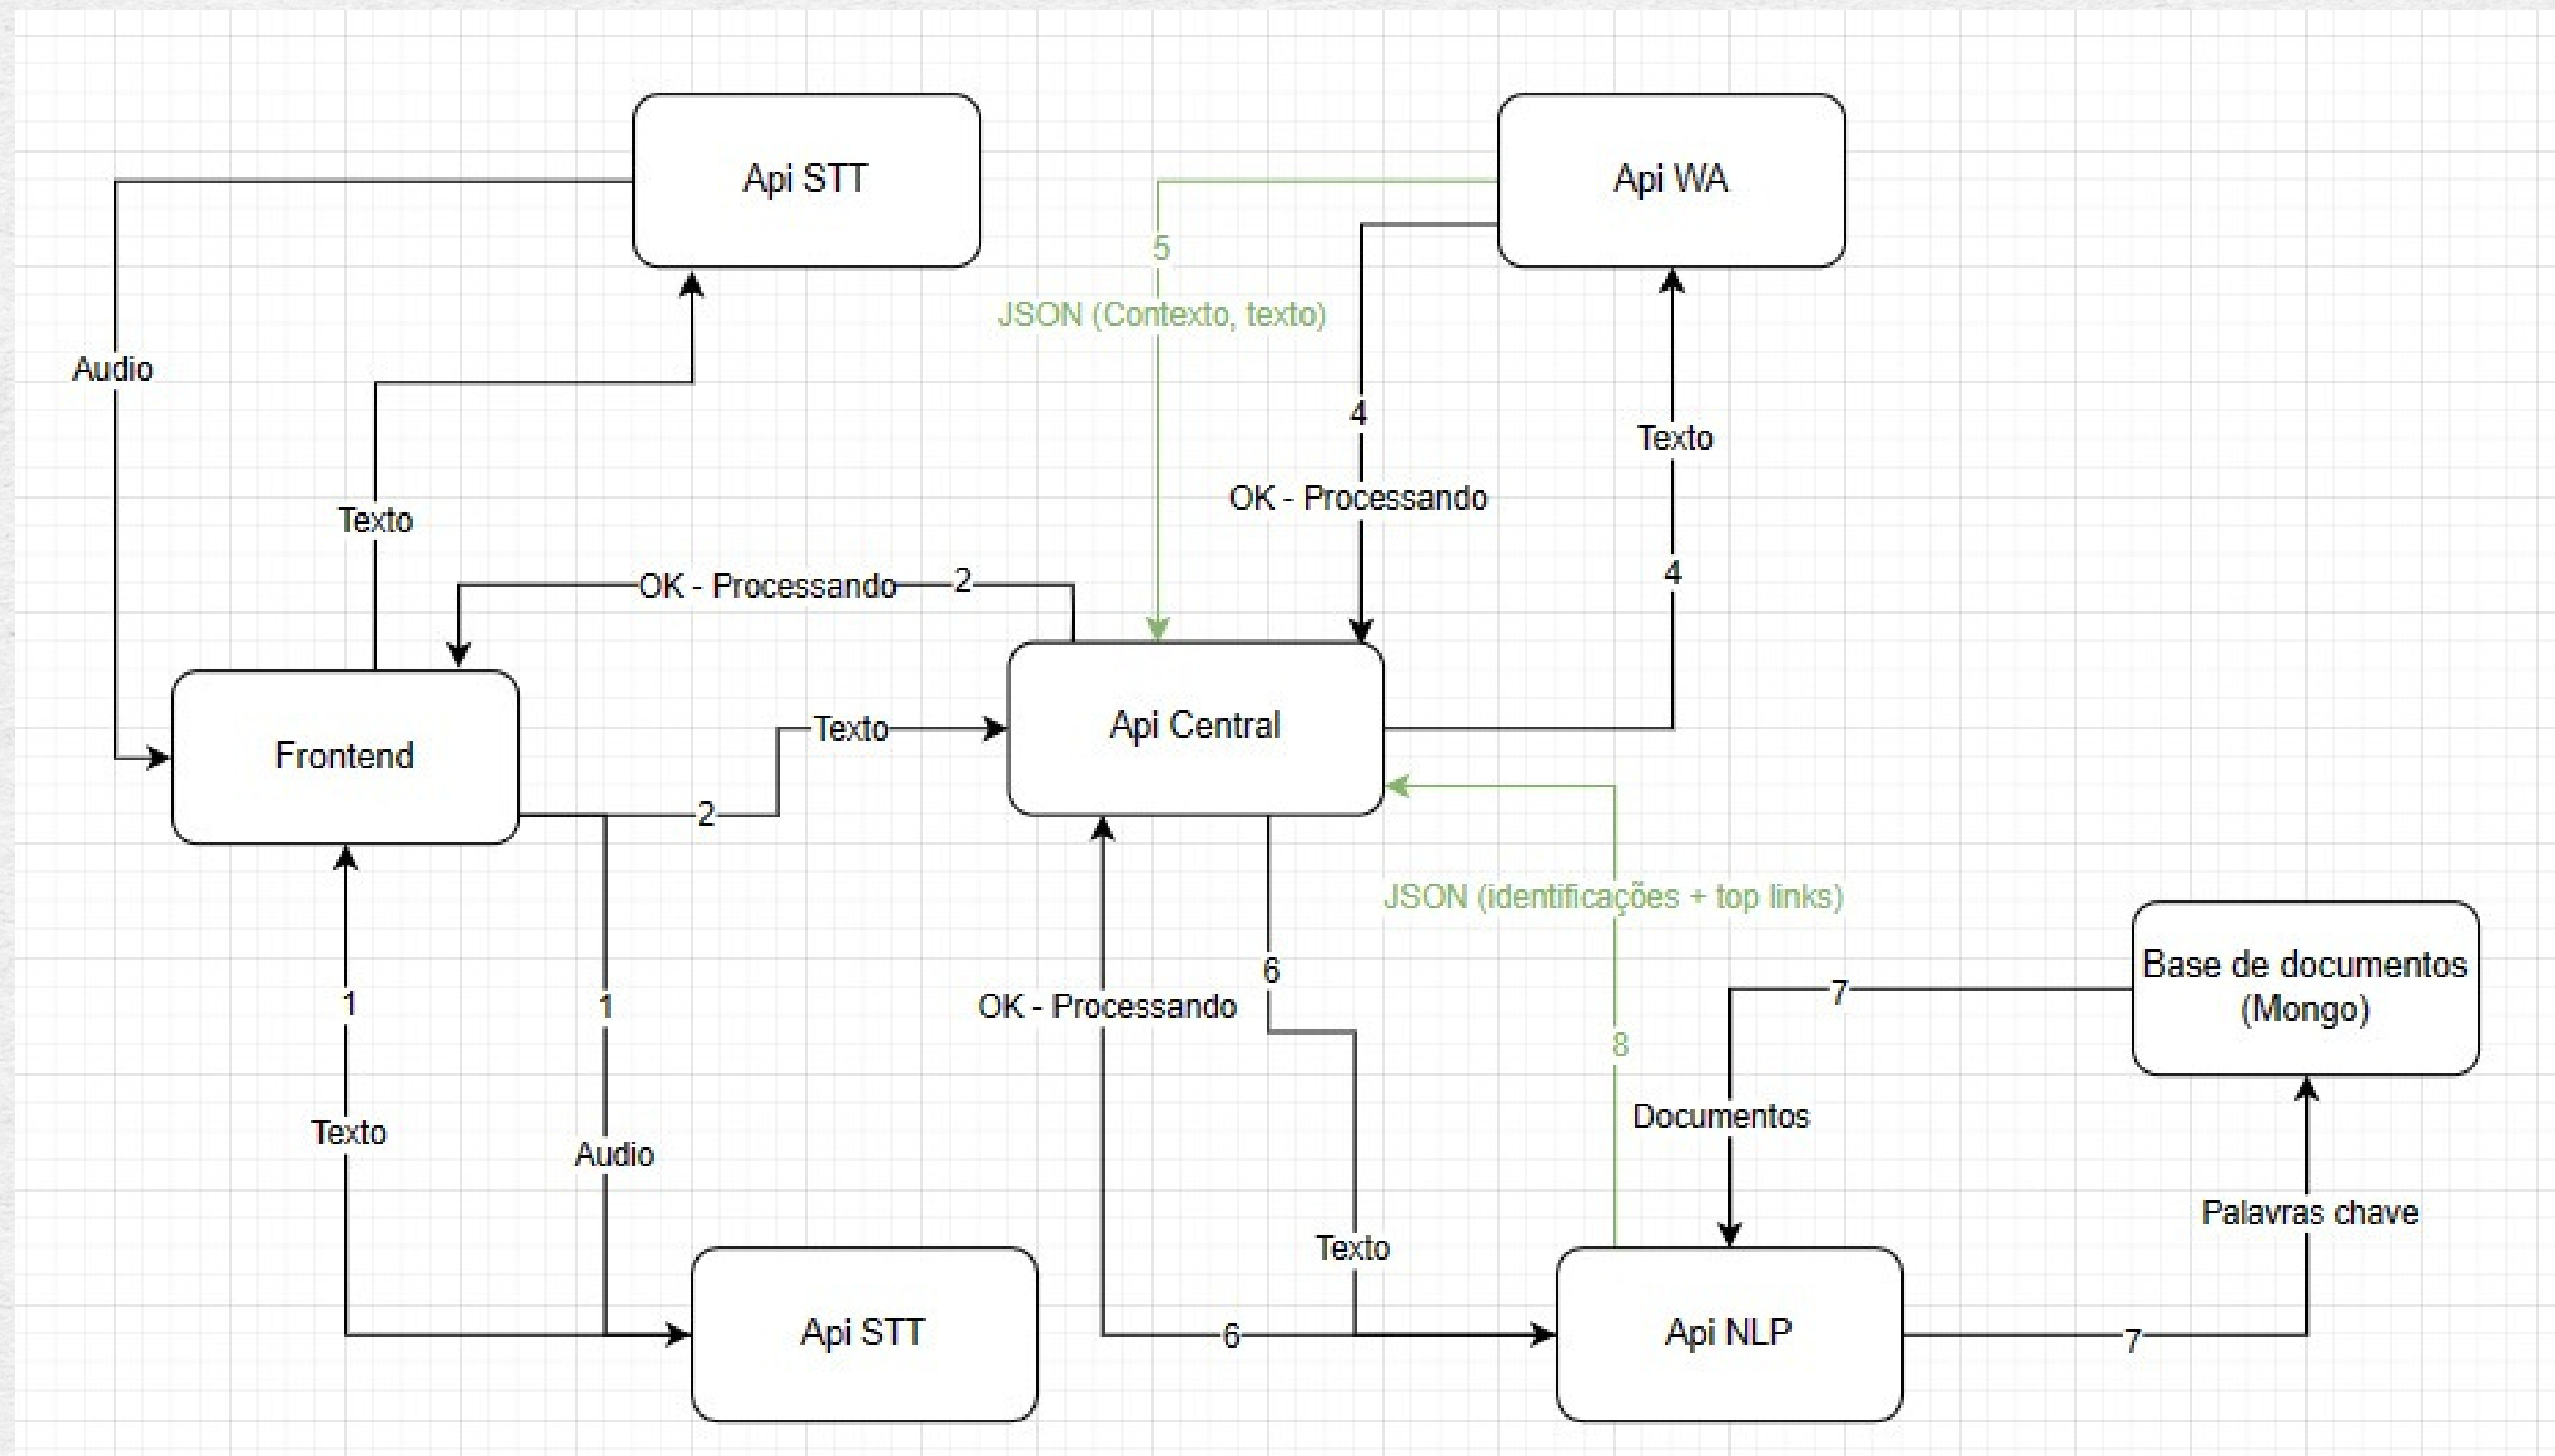 Api STT
Api WA
5
JSON (Contexto, texto)
Audio
4
Texto
OK - Processando
Texto
4
OK - Processando
2
Api Central
Frontend
Texto
2
JSON (identificações + top links)
6
Base de documentos
(Mongo)
7
1
1
OK - Processando
8
Documentos
Texto
Audio
Palavras chave
Texto
Api STT
6
Api NLP
7